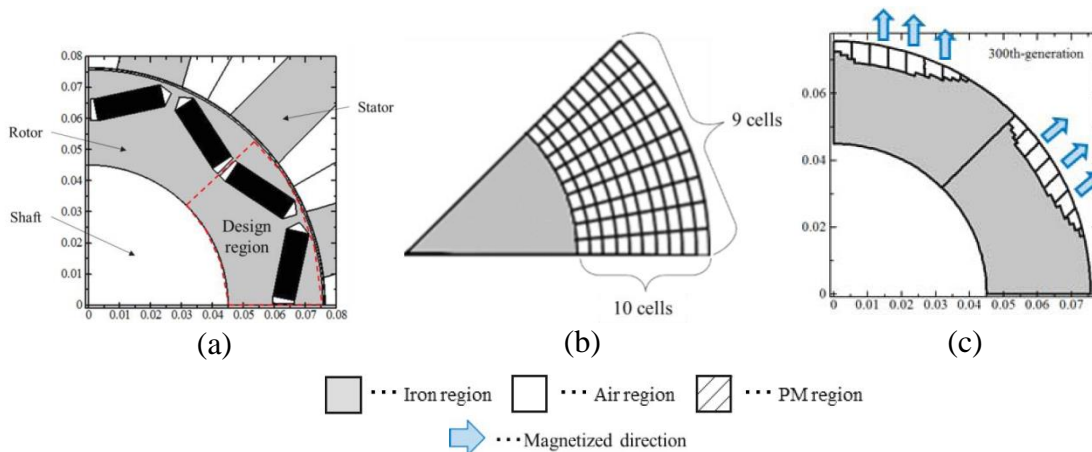 0.08
0.07
0.06
0.05
0.04
0.03
0.02
0.01
0
0 0.01 0.02 0.03 0.04 0.05 0.06 0.07 0.08
Stator
Rotor
Shaft
Design
region
(a)
9 cells
10 cells
(b)
300th-generation
0.06
0.04
0.02
0
0 0.01 0.02 0.03 0.04 0.05 0.06 0.07
(c)
··· Iron region
··· Air region
··· PM region
···Magnetized direction